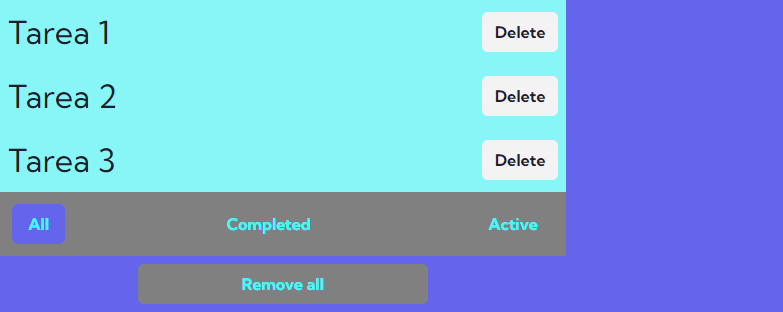 Tarea 1 Delete
Tarea 2 Delete
Tarea 3 Delete
All Completed Active
Remove all